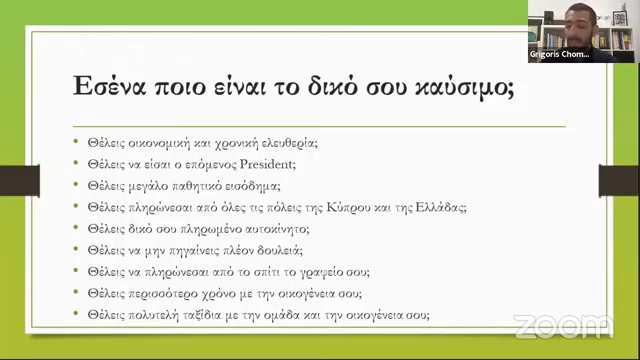 Grigoris Chom...
Εσένα ποιο είναι το δικό σου καύσιμο;
• Θέλεις οικονομική και χρονική ελευθερία;
• Θέλεις να είσαι ο επόμενος President;
• Θέλεις μεγάλο παθητικό εισόδημα;
• Θέλεις πληρώνεσαι από όλες τις πόλεις της Κύπρου και της Ελλάδας;
• Θέλεις δικό σου πληρωμένο αυτοκίνητο;
• Θέλεις να μην πηγαίνεις πλέον δουλειά;
• Θέλεις να πληρώνεσαι από το σπίτι το γραφείο σου;
• Θέλεις περισσότερο χρόνο με την οικογένεια σου;
• Θέλεις πολυτελή ταξίδια με την ομάδα και την οικογένεια σου;
zoom